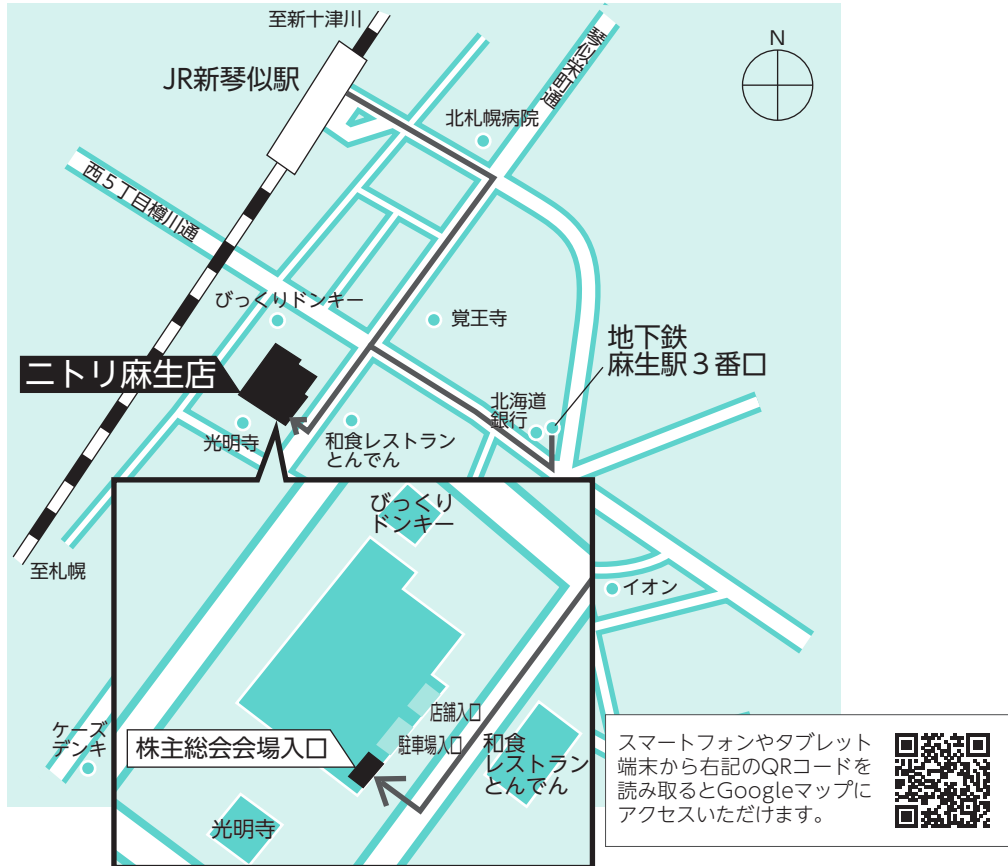 至新十津川
JR新琴似駅
琴似栄町通
N
北札幌病院
西5丁目樽川通
びっくりドンキー
覚王寺
地下鉄
麻生駅3番口
ニトリ麻生店
北海道
銀行
光明寺
和食レストラン
とんでん
至札幌
びっくり
ドンキー
イオン
店舗入口
駐車場入口
和食
レストラン
とんでん
ケーズ
デンキ
株主総会会場入口
光明寺
スマートフォンやタブレット
端末から右記のQRコードを
読み取るとGoogleマップに
アクセスいただけます。